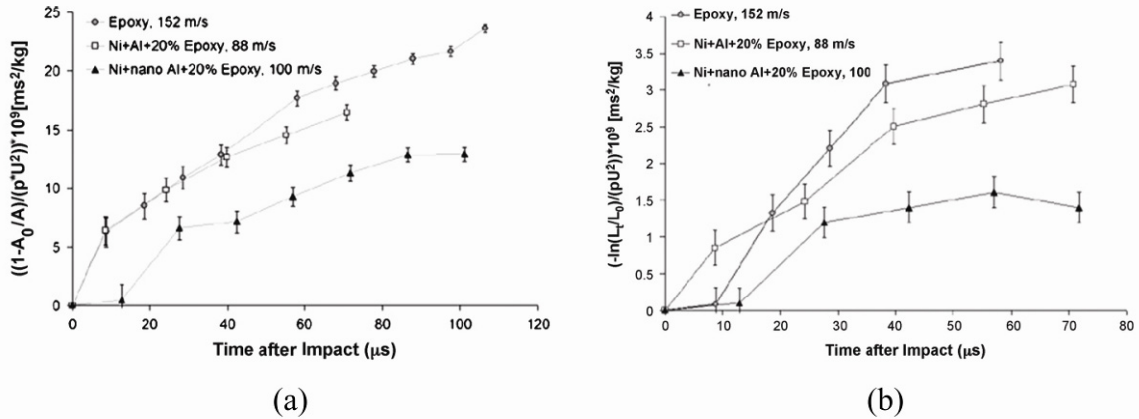 Epoxy, 152 m/s
Ni+Al+20% Epoxy, 88 m/s
Ni+nano Al+20% Epoxy, 100 m/s
((1-A₀/A)/(p*U²))*10⁹[ms²/kg]
25
20
15
10
5
0
0 20 40 60 80 100 120
Time after Impact (µs)
(a)
Epoxy, 152 m/s
Ni+Al+20% Epoxy, 88 m/s
Ni+nano Al+20% Epoxy, 100
(-ln(Lₜ/L₀)/(pU²))*10⁹ [ms²/kg]
4
3.5
3
2.5
2
1.5
1
0.5
0
0 10 20 30 40 50 60 70 80
Time after Impact (µs)
(b)